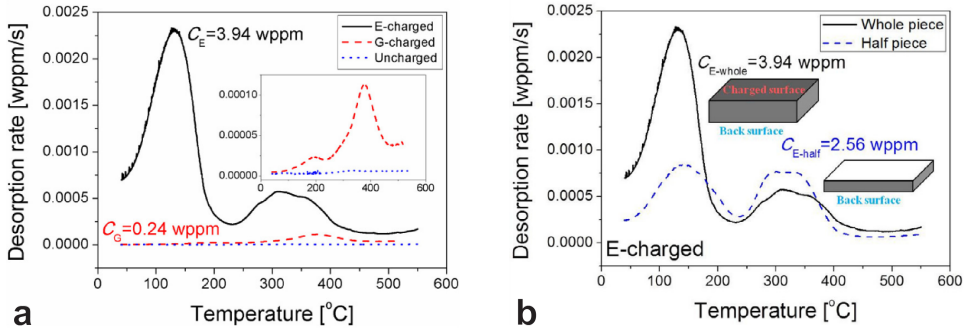 0.0030
0.0025
0.0020
0.0015
0.0010
0.0005
0.0000
Desorption rate [wppm/s]
C_E=3.94 wppm
E-charged
G-charged
Uncharged
0.00010
0.00005
0.00000
0 200 400 600
C_G=0.24 wppm
0 100 200 300 400 500 600
Temperature [°C]
a
0.0030
0.0025
0.0020
0.0015
0.0010
0.0005
0.0000
Desorption rate [wppm/s]
Whole piece
Half piece
C_E-whole=3.94 wppm
Charged surface
Back surface
C_E-half=2.56 wppm
Back surface
E-charged
0 100 200 300 400 500 600
Temperature [°C]
b